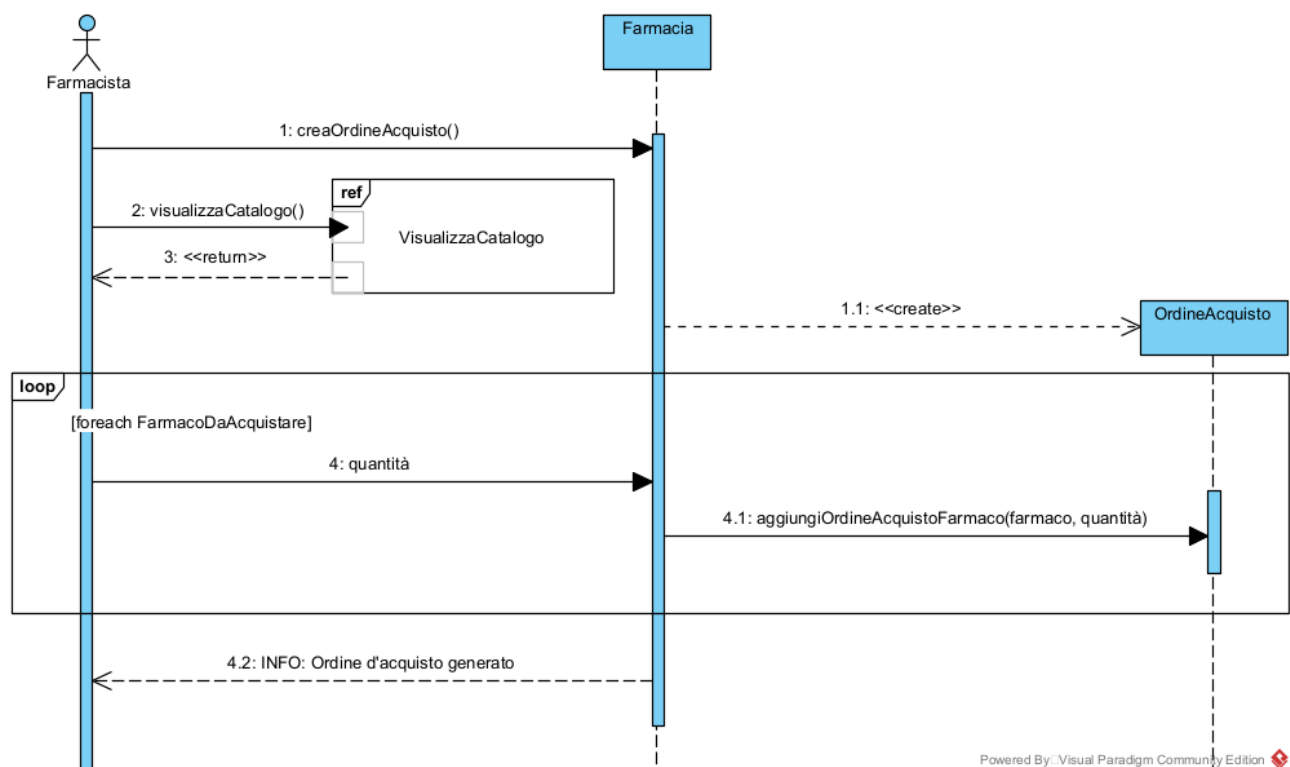 Farmacia
Farmacista
1: creaOrdineAcquisto()
ref
2: visualizzaCatalogo()
VisualizzaCatalogo
3: <<return>>
1.1: <<create>>
OrdineAcquisto
loop
[foreach FarmacoDaAcquistare]
4: quantità
4.1: aggiungiOrdineAcquistoFarmaco(farmaco, quantità)
4.2: INFO: Ordine d'acquisto generato
Powered By Visual Paradigm Community Edition